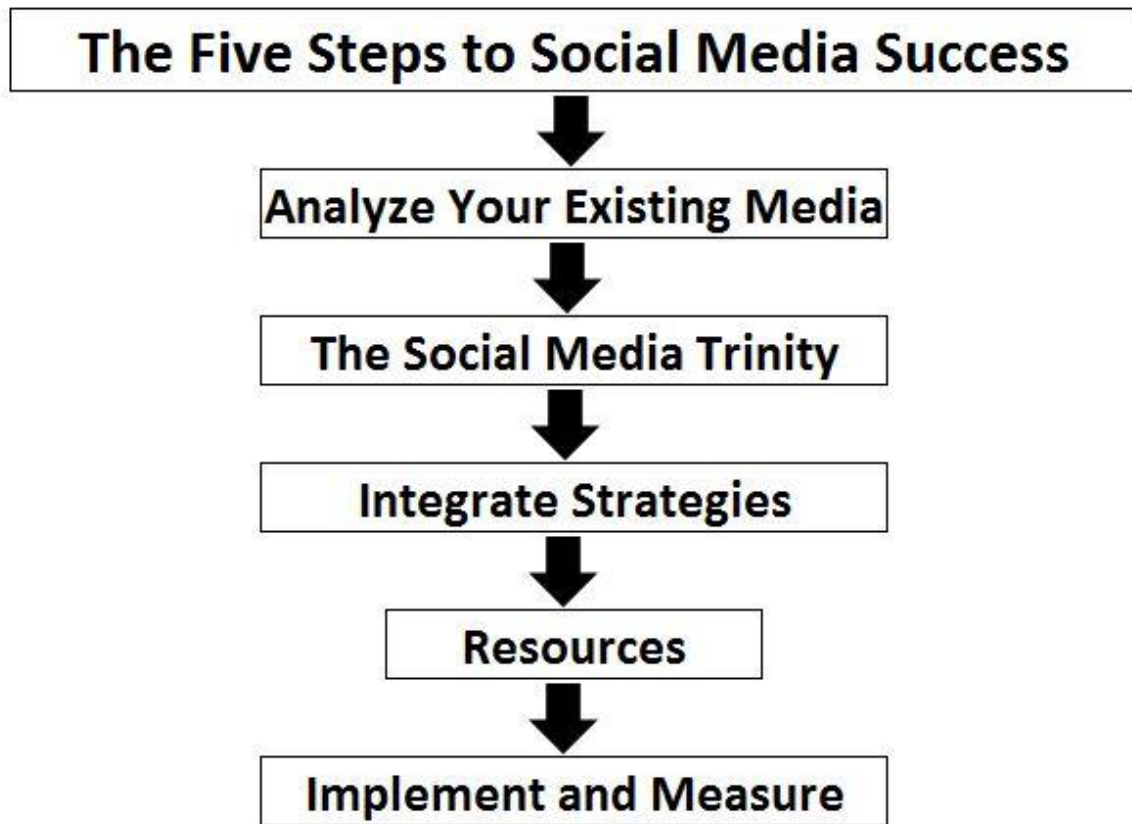 The Five Steps to Social Media Success
Analyze Your Existing Media
The Social Media Trinity
Integrate Strategies
Resources
Implement and Measure